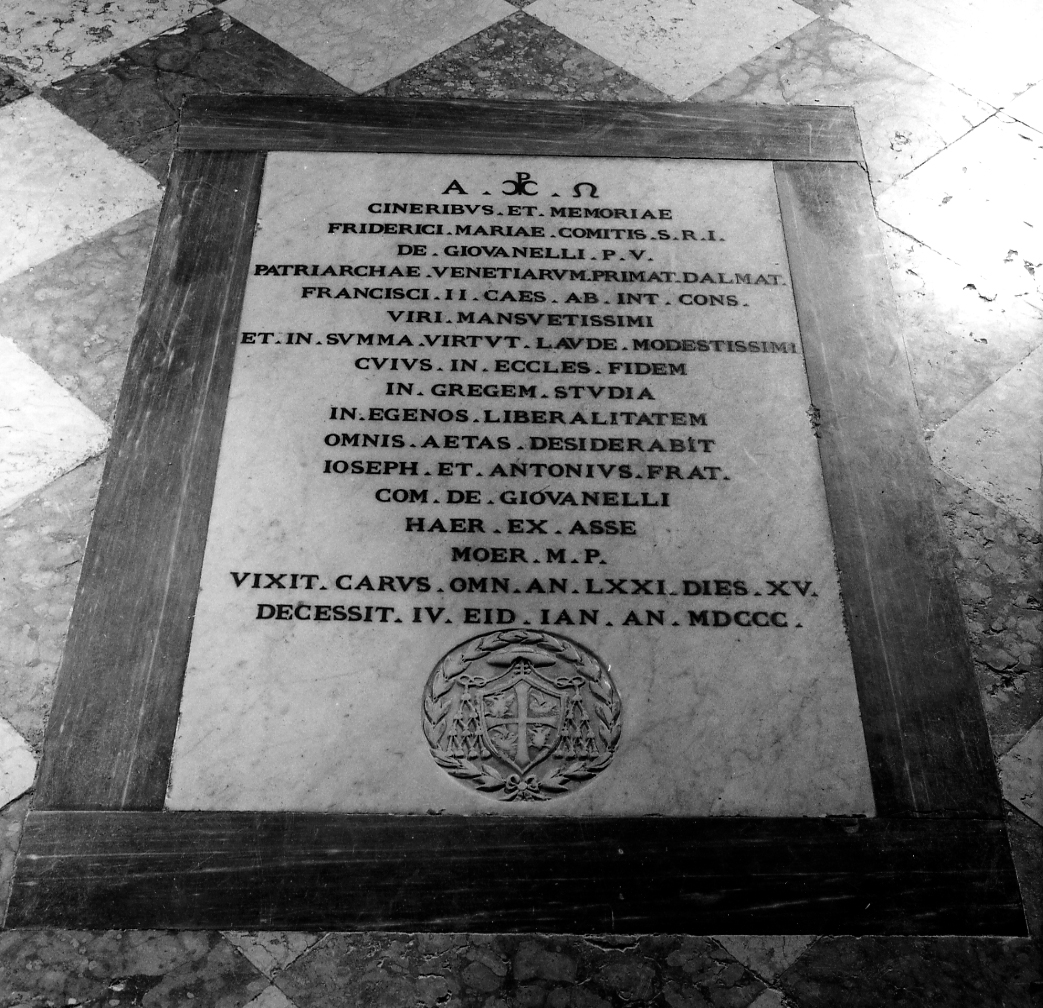 A . ☧ . Ω
CINERIBVS . ET . MEMORIAE
FRIDERICI . MARIAE . COMITIS . S . R . I .
DE . GIOVANELLI . P . V .
PATRIARCHAE . VENETIARVM . PRIMAT . DALMAT .
FRANCISCI . II . CAES . AB . INT . CONS .
VIRI . MANSVETISSIMI
ET . IN . SVMMA . VIRTVT . LAVDE . MODESTISSIMI
CVIVS . IN . ECCLES . FIDEM
IN . GREGEM . STVDIA
IN . EGENOS . LIBERALITATEM
OMNIS . AETAS . DESIDERABIT
IOSEPH . ET . ANTONIVS . FRAT .
COM . DE . GIOVANELLI
HAER . EX . ASSE
MOER . M . P .
VIXIT . CARVS . OMN . AN . LXXI . DIES . XV .
DECESSIT . IV . EID . IAN . AN . MDCCC .